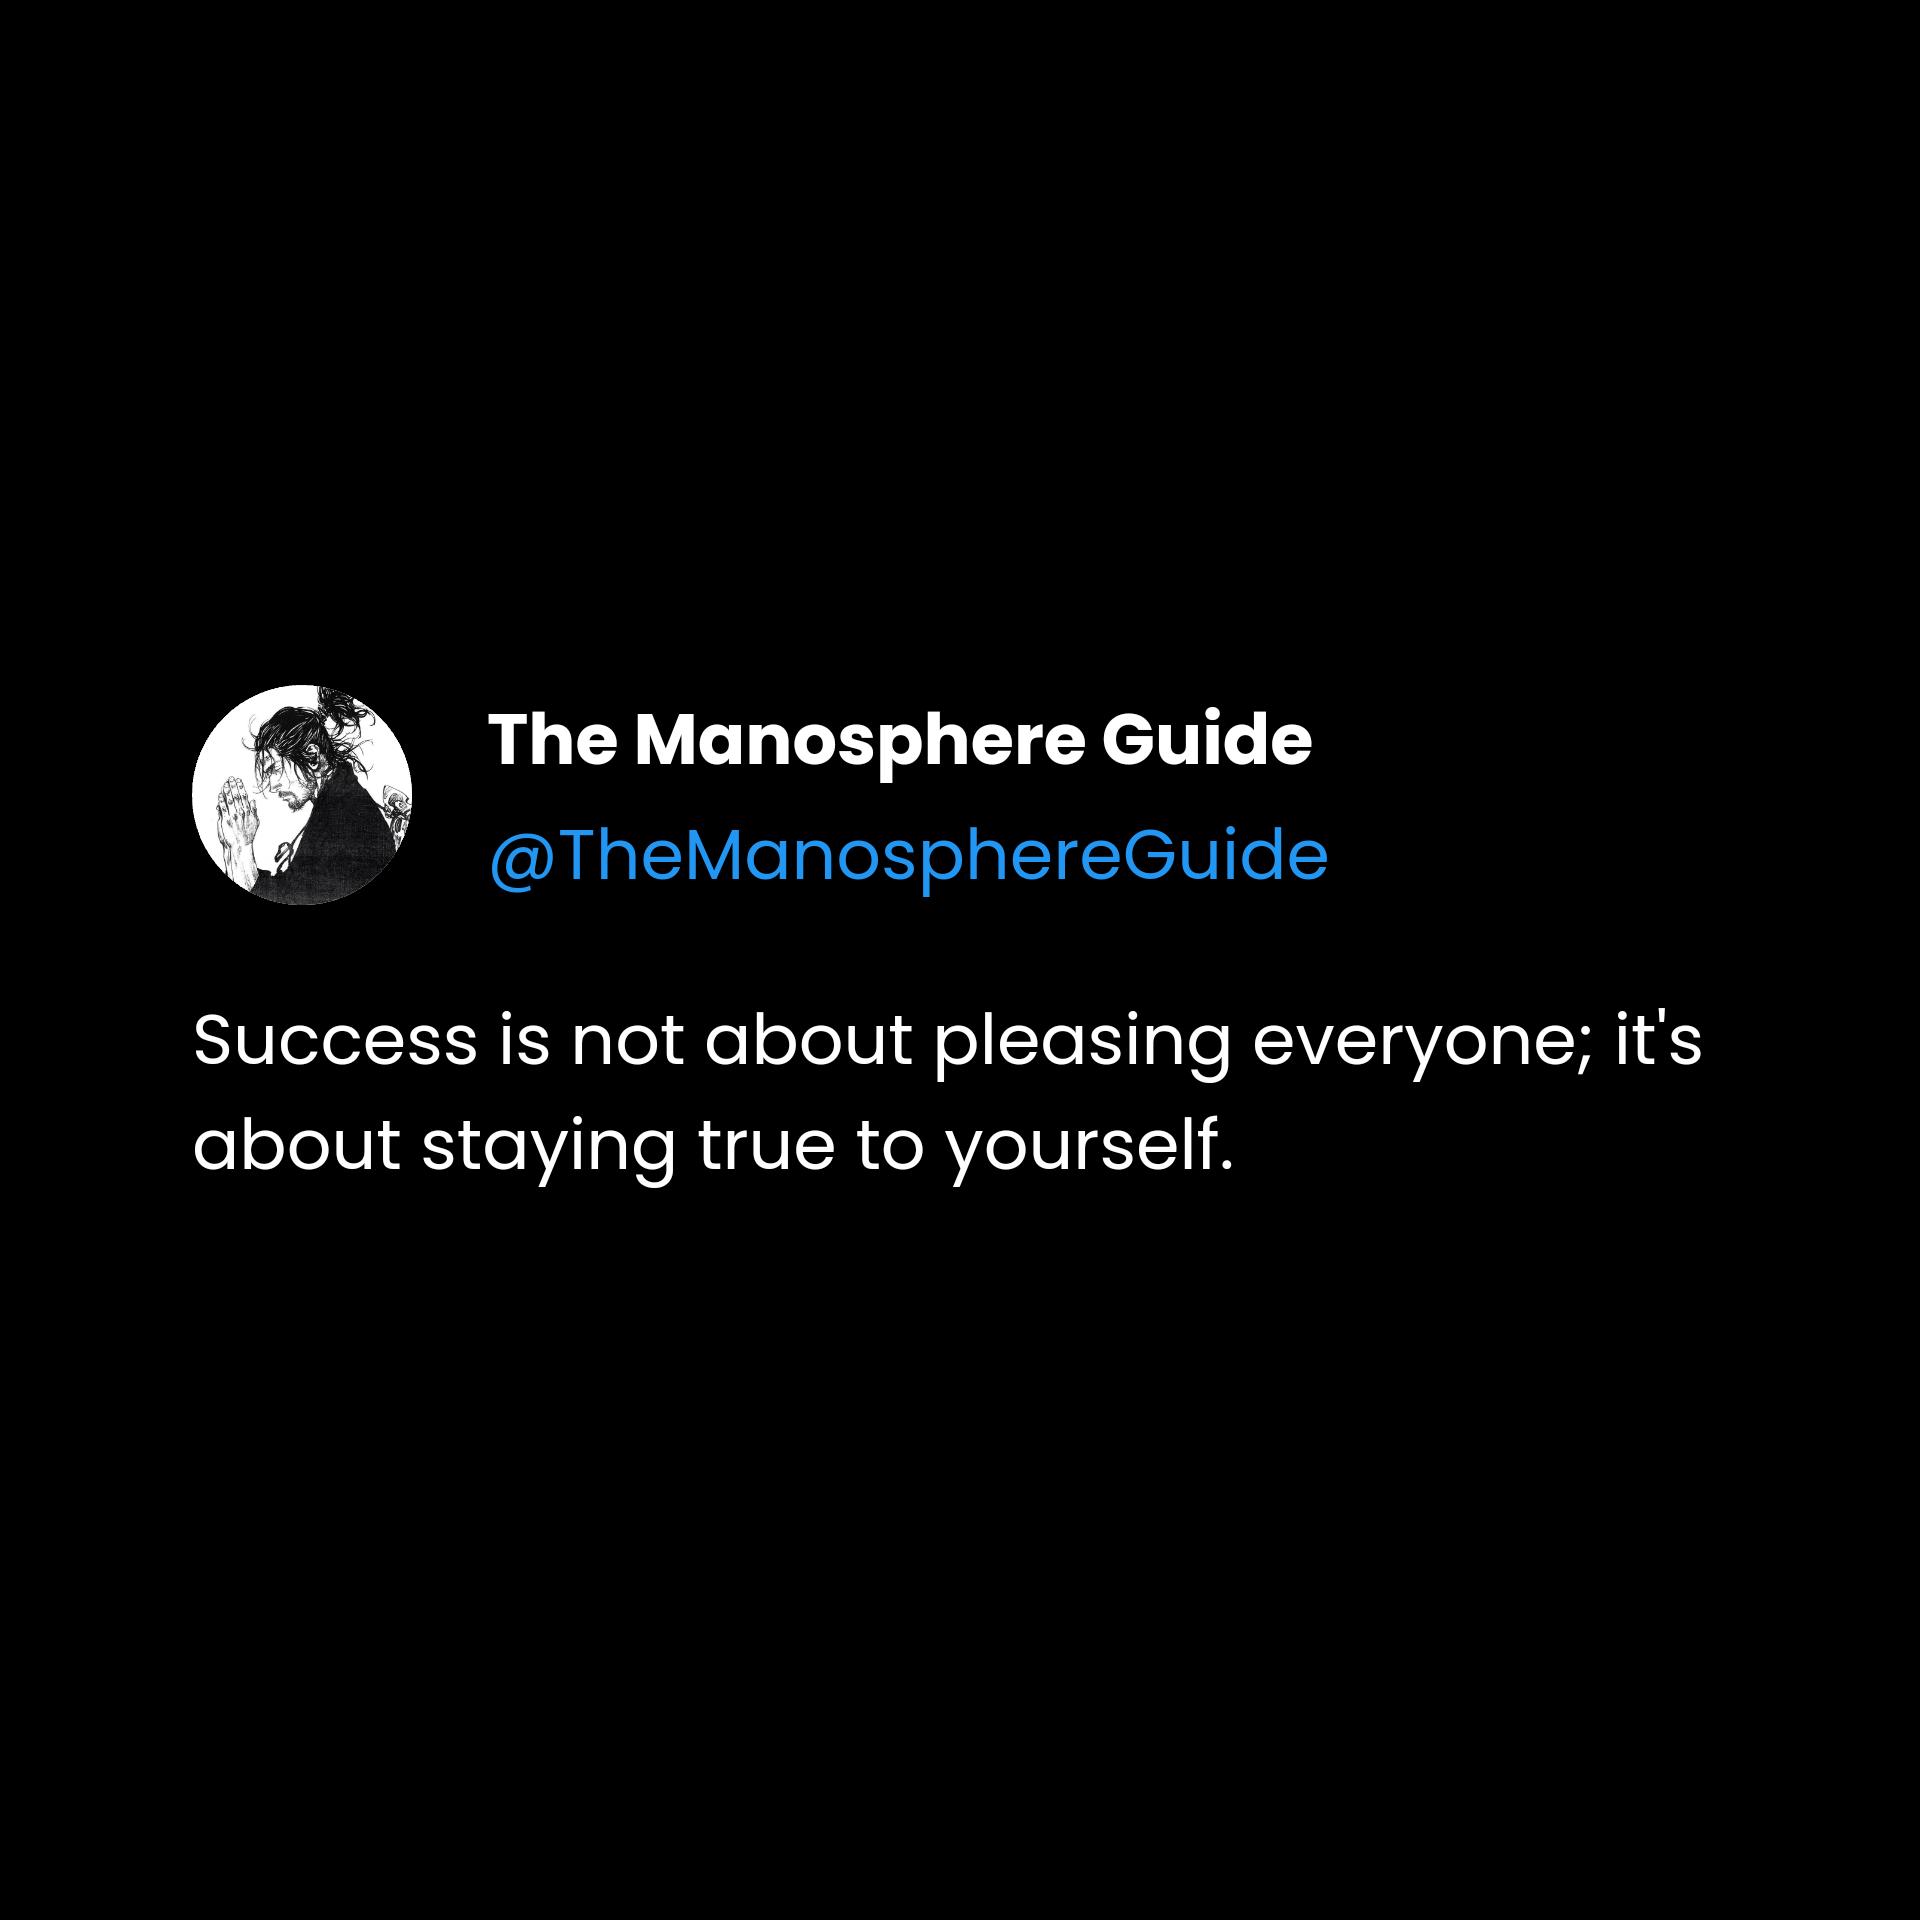 The Manosphere Guide
@TheManosphereGuide
Success is not about pleasing everyone; it's
about staying true to yourself.